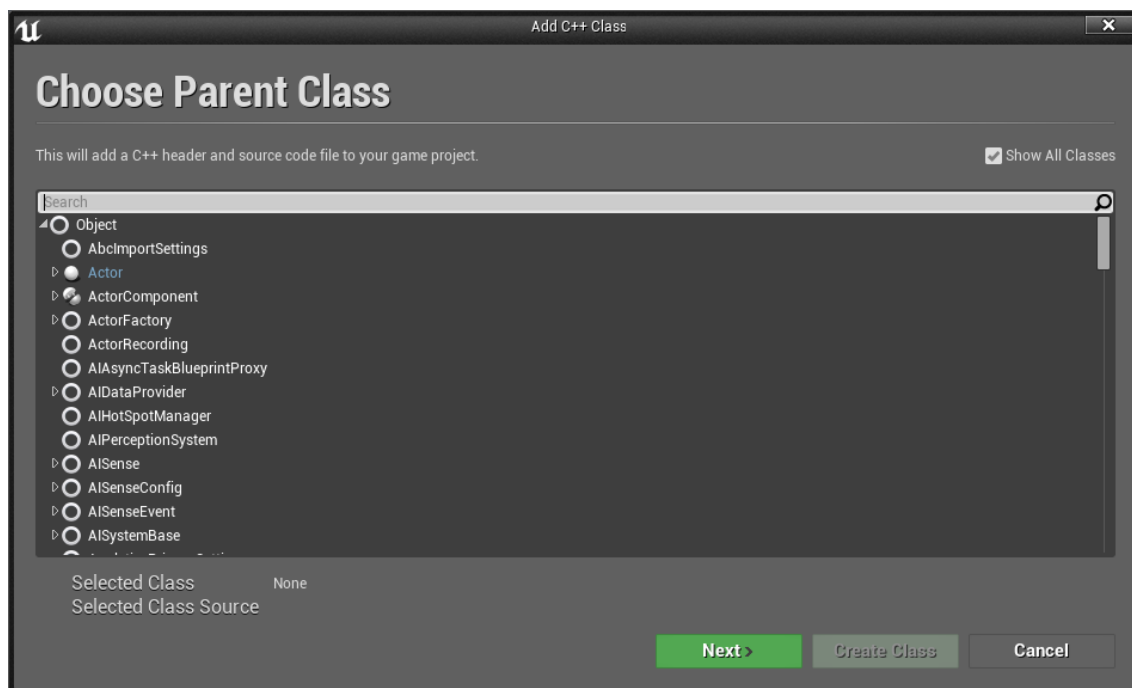 Add C++ Class
Choose Parent Class
This will add a C++ header and source code file to your game project.
Show All Classes
Search
Object
AbcImportSettings
Actor
ActorComponent
ActorFactory
ActorRecording
AIAsyncTaskBlueprintProxy
AIDataProvider
AIHotSpotManager
AIPerceptionSystem
AISense
AISenseConfig
AISenseEvent
AISystemBase
Selected Class None
Selected Class Source
Next >
Create Class
Cancel